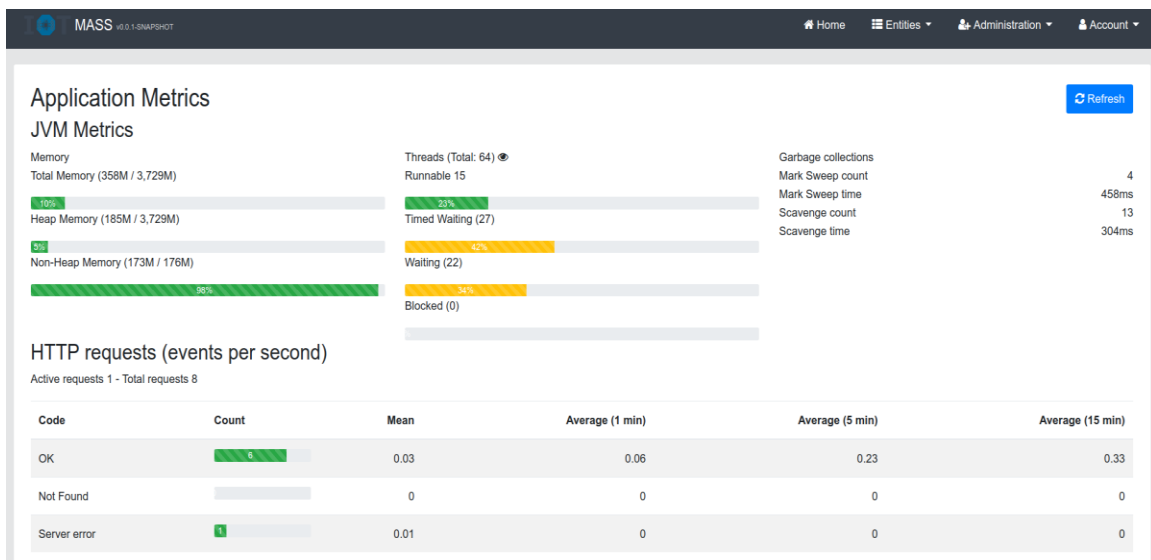 IOT MASS v0.0.1-SNAPSHOT Home Entities Administration Account
Application Metrics Refresh
JVM Metrics
Memory
Total Memory (358M / 3,729M)
10%
Heap Memory (185M / 3,729M)
5%
Non-Heap Memory (173M / 176M)
98%
Threads (Total: 64)
Runnable 15
23%
Timed Waiting (27)
42%
Waiting (22)
34%
Blocked (0)
Garbage collections
Mark Sweep count 4
Mark Sweep time 458ms
Scavenge count 13
Scavenge time 304ms
HTTP requests (events per second)
Active requests 1 - Total requests 8
Code Count Mean Average (1 min) Average (5 min) Average (15 min)
OK 6 0.03 0.06 0.23 0.33
Not Found 0 0 0 0
Server error 1 0.01 0 0 0